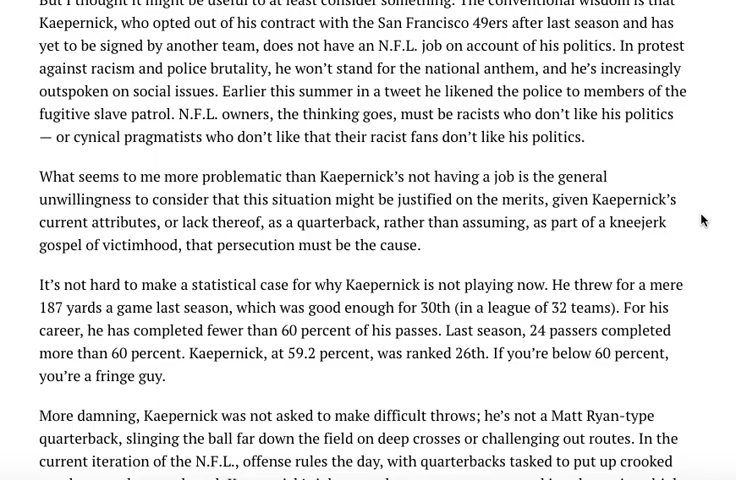 But I thought it might be useful to at least consider something. The conventional wisdom is that
Kaepernick, who opted out of his contract with the San Francisco 49ers after last season and has
yet to be signed by another team, does not have an N.F.L. job on account of his politics. In protest
against racism and police brutality, he won’t stand for the national anthem, and he’s increasingly
outspoken on social issues. Earlier this summer in a tweet he likened the police to members of the
fugitive slave patrol. N.F.L. owners, the thinking goes, must be racists who don’t like his politics
— or cynical pragmatists who don’t like that their racist fans don’t like his politics.
What seems to me more problematic than Kaepernick’s not having a job is the general
unwillingness to consider that this situation might be justified on the merits, given Kaepernick’s
current attributes, or lack thereof, as a quarterback, rather than assuming, as part of a kneejerk
gospel of victimhood, that persecution must be the cause.
It’s not hard to make a statistical case for why Kaepernick is not playing now. He threw for a mere
187 yards a game last season, which was good enough for 30th (in a league of 32 teams). For his
career, he has completed fewer than 60 percent of his passes. Last season, 24 passers completed
more than 60 percent. Kaepernick, at 59.2 percent, was ranked 26th. If you’re below 60 percent,
you’re a fringe guy.
More damning, Kaepernick was not asked to make difficult throws; he’s not a Matt Ryan-type
quarterback, slinging the ball far down the field on deep crosses or challenging out routes. In the
current iteration of the N.F.L., offense rules the day, with quarterbacks tasked to put up crooked